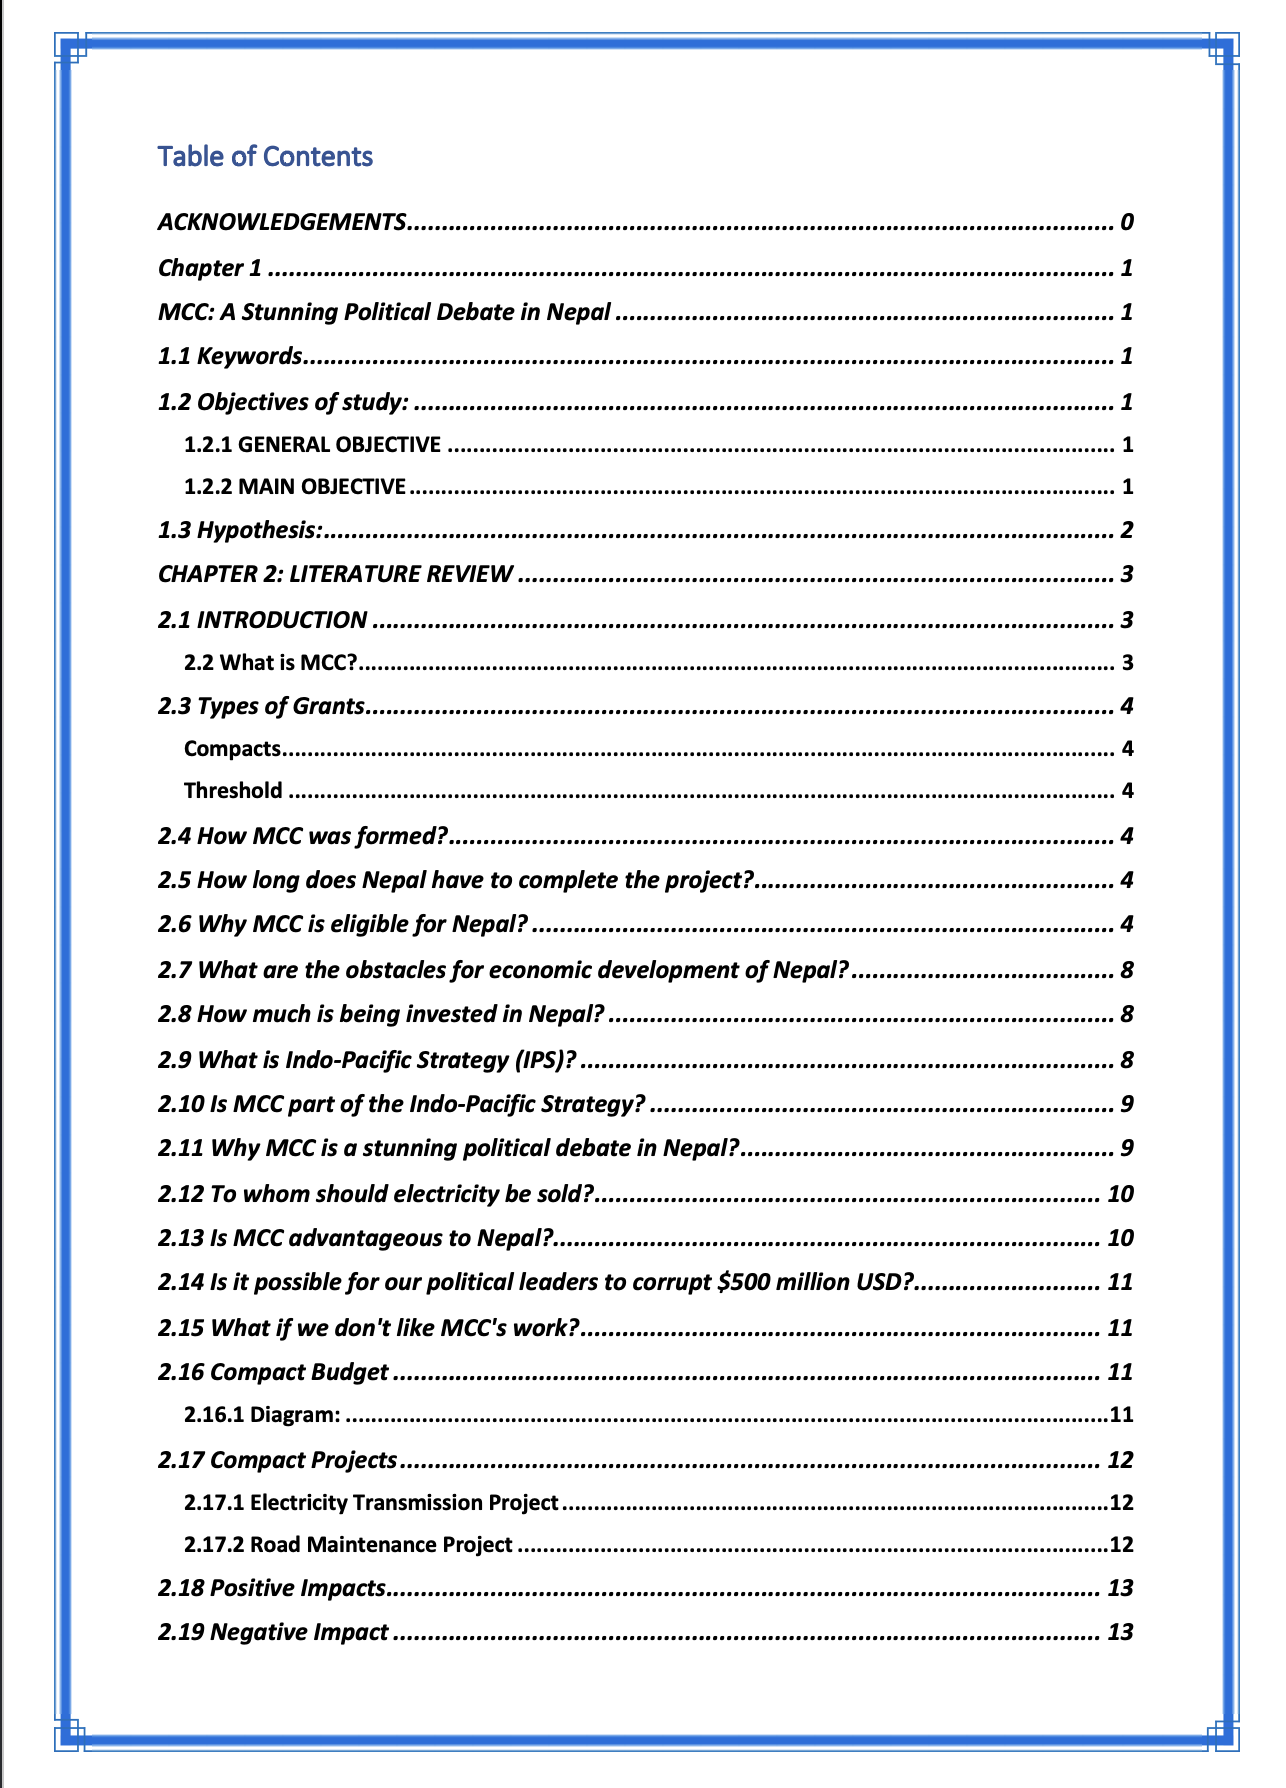 Table of Contents
ACKNOWLEDGEMENTS.......................................................................................................... 0
Chapter 1 .............................................................................................................................. 1
MCC: A Stunning Political Debate in Nepal .......................................................................... 1
1.1 Keywords......................................................................................................................... 1
1.2 Objectives of study: ........................................................................................................ 1
1.2.1 GENERAL OBJECTIVE ............................................................................................................ 1
1.2.2 MAIN OBJECTIVE .................................................................................................................. 1
1.3 Hypothesis:...................................................................................................................... 2
CHAPTER 2: LITERATURE REVIEW ......................................................................................... 3
2.1 INTRODUCTION ............................................................................................................... 3
2.2 What is MCC?.......................................................................................................................... 3
2.3 Types of Grants................................................................................................................ 4
Compacts....................................................................................................................................... 4
Threshold ...................................................................................................................................... 4
2.4 How MCC was formed?.................................................................................................... 4
2.5 How long does Nepal have to complete the project?...................................................... 4
2.6 Why MCC is eligible for Nepal? ....................................................................................... 4
2.7 What are the obstacles for economic development of Nepal?........................................ 8
2.8 How much is being invested in Nepal? ............................................................................ 8
2.9 What is Indo-Pacific Strategy (IPS)? ................................................................................ 8
2.10 Is MCC part of the Indo-Pacific Strategy? ...................................................................... 9
2.11 Why MCC is a stunning political debate in Nepal?........................................................ 9
2.12 To whom should electricity be sold?........................................................................... 10
2.13 Is MCC advantageous to Nepal?.................................................................................. 10
2.14 Is it possible for our political leaders to corrupt $500 million USD?........................... 11
2.15 What if we don't like MCC's work?.............................................................................. 11
2.16 Compact Budget .......................................................................................................... 11
2.16.1 Diagram: .............................................................................................................................11
2.17 Compact Projects ......................................................................................................... 12
2.17.1 Electricity Transmission Project .........................................................................................12
2.17.2 Road Maintenance Project ................................................................................................12
2.18 Positive Impacts........................................................................................................... 13
2.19 Negative Impact .......................................................................................................... 13